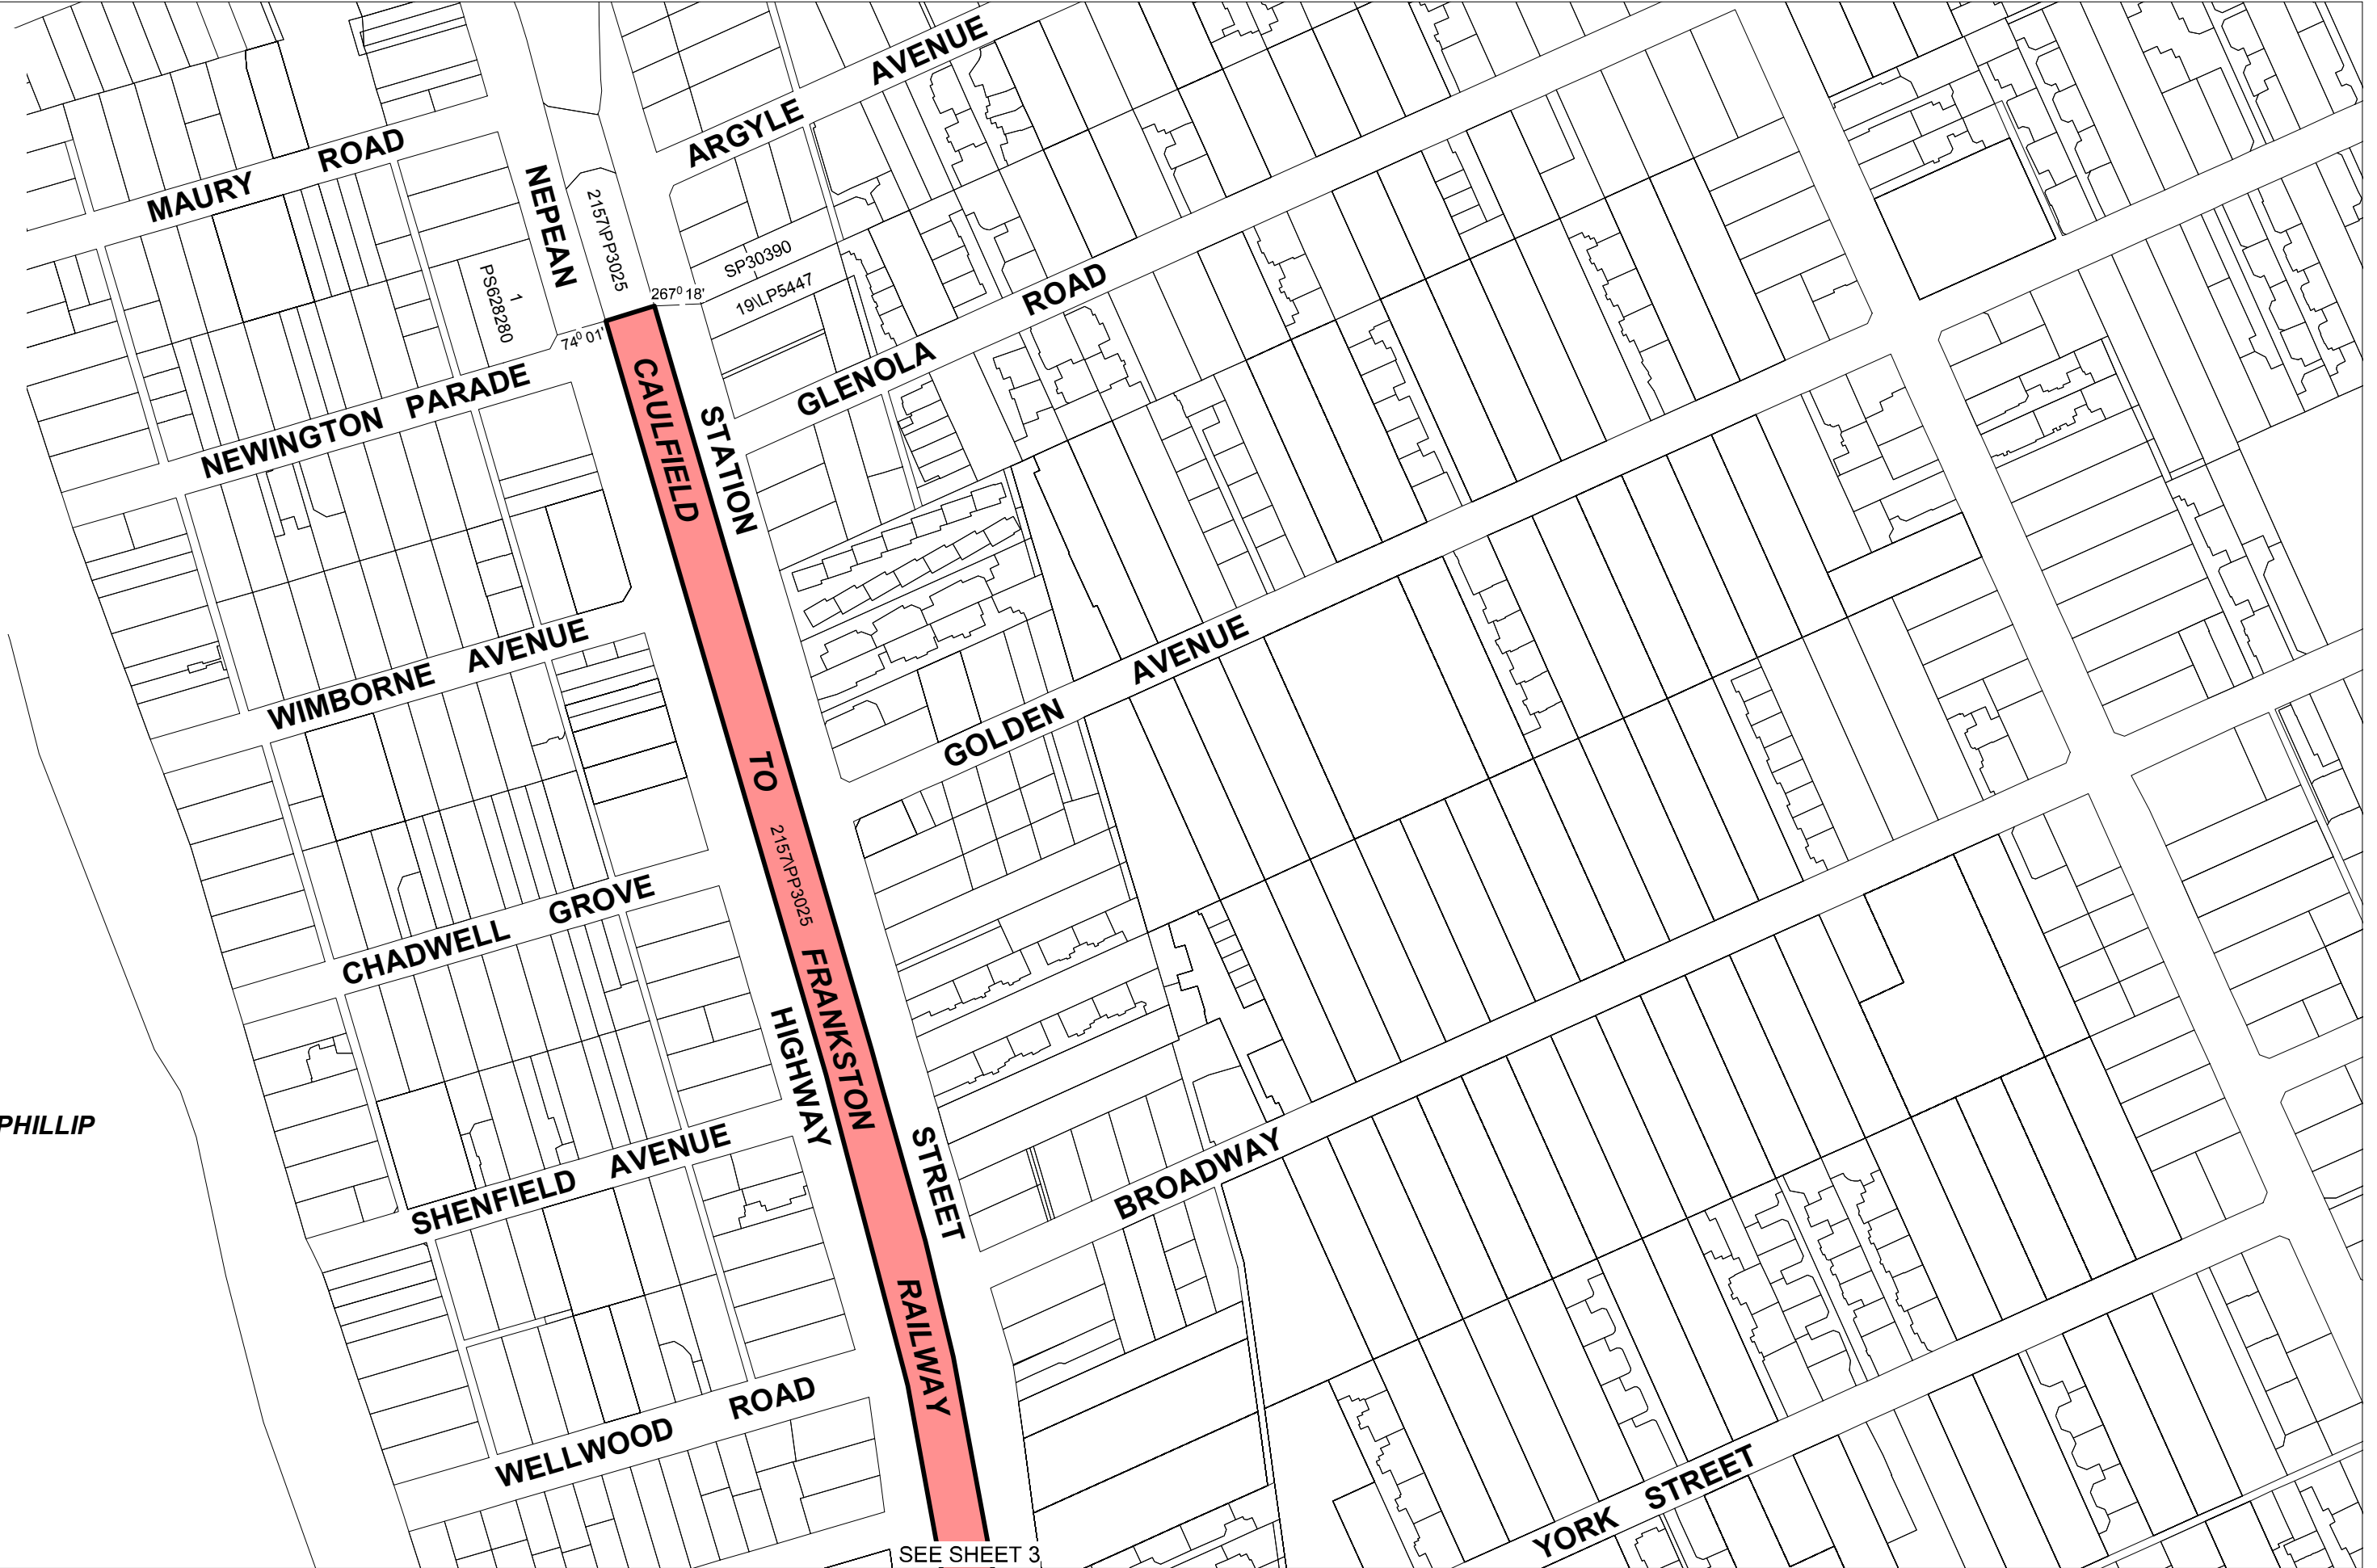 ARGYLE AVENUE
MAURY ROAD
NEPEAN
HIGHWAY
2157\PP3025
SP30390
19\LP5447
267⁰ 18'
74⁰ 01'
1
PS628280
GLENOLA ROAD
NEWINGTON PARADE
STATION
STREET
CAULFIELD
TO
2157\PP3025
FRANKSTON
RAILWAY
WIMBORNE AVENUE
GOLDEN AVENUE
CHADWELL GROVE
PHILLIP
SHENFIELD AVENUE
BROADWAY
WELLWOOD ROAD
YORK STREET
SEE SHEET 3